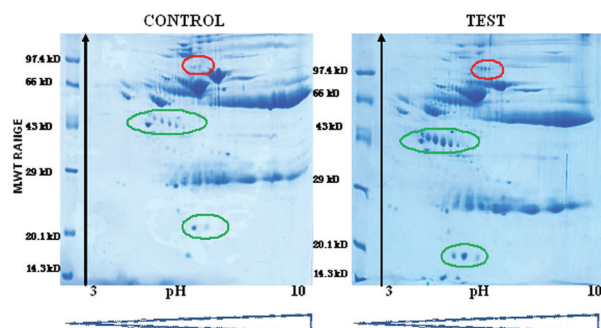 CONTROL
TEST
MWT RANGE
97.4 kD
66 kD
43 kD
29 kD
20.1 kD
14.3 kD
3
pH
10
97.4 kD
66 kD
43 kD
29 kD
20.1 kD
14.3 kD
3
pH
10